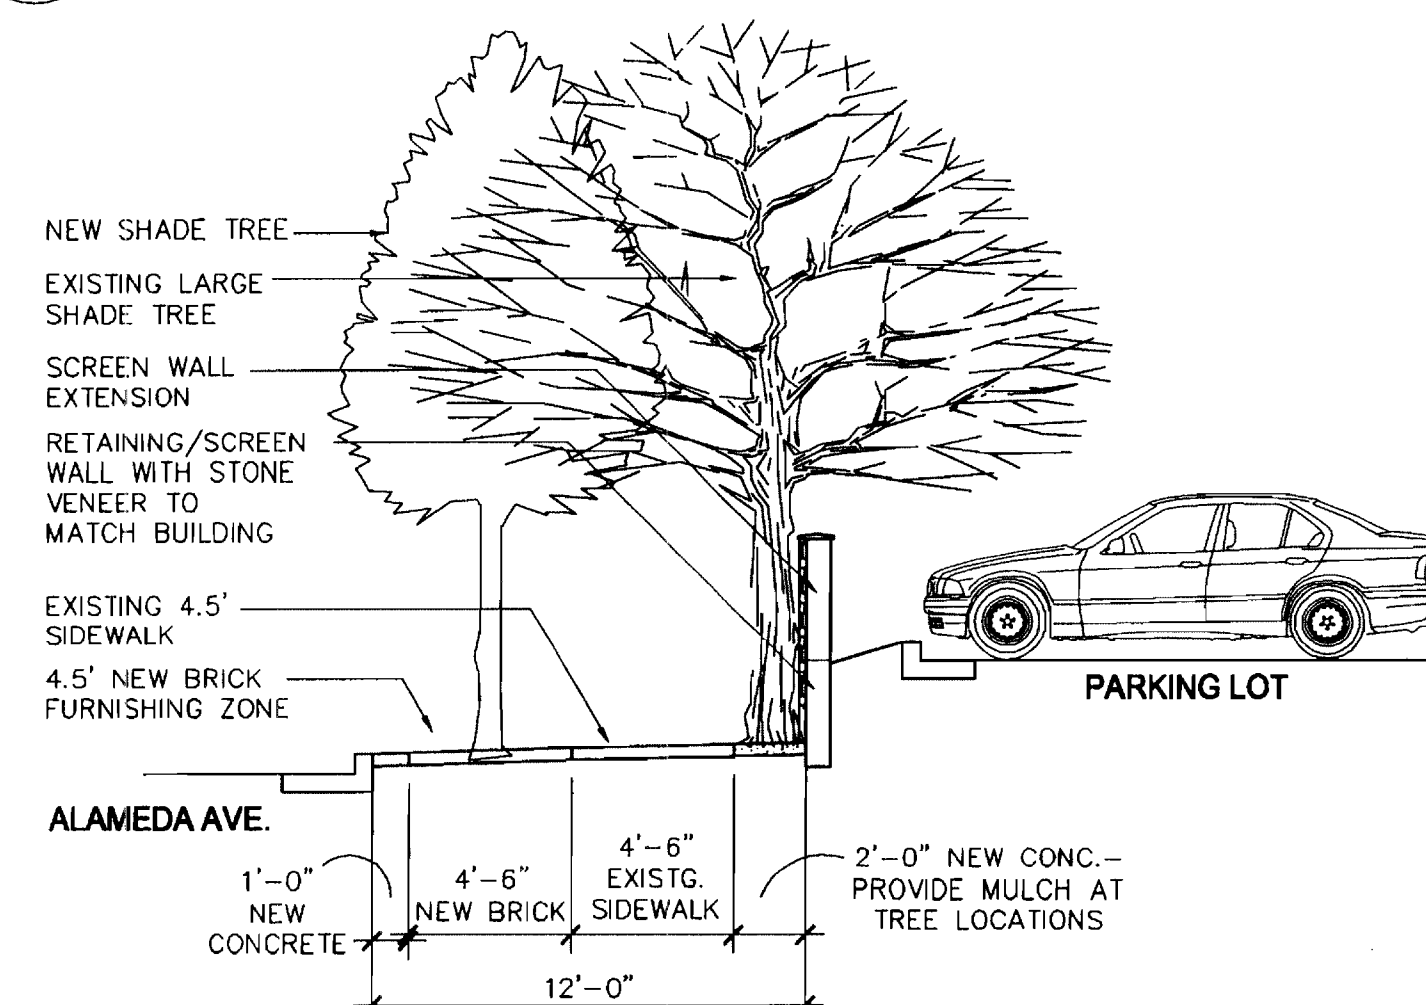 NEW SHADE TREE
EXISTING LARGE
SHADE TREE
SCREEN WALL
EXTENSION
RETAINING/SCREEN
WALL WITH STONE
VENEER TO
MATCH BUILDING
EXISTING 4.5'
SIDEWALK
4.5' NEW BRICK
FURNISHING ZONE
PARKING LOT
ALAMEDA AVE.
1'-0"
NEW
CONCRETE
4'-6"
NEW BRICK
4'-6"
EXISTG.
SIDEWALK
2'-0" NEW CONC.-
PROVIDE MULCH AT
TREE LOCATIONS
12'-0"